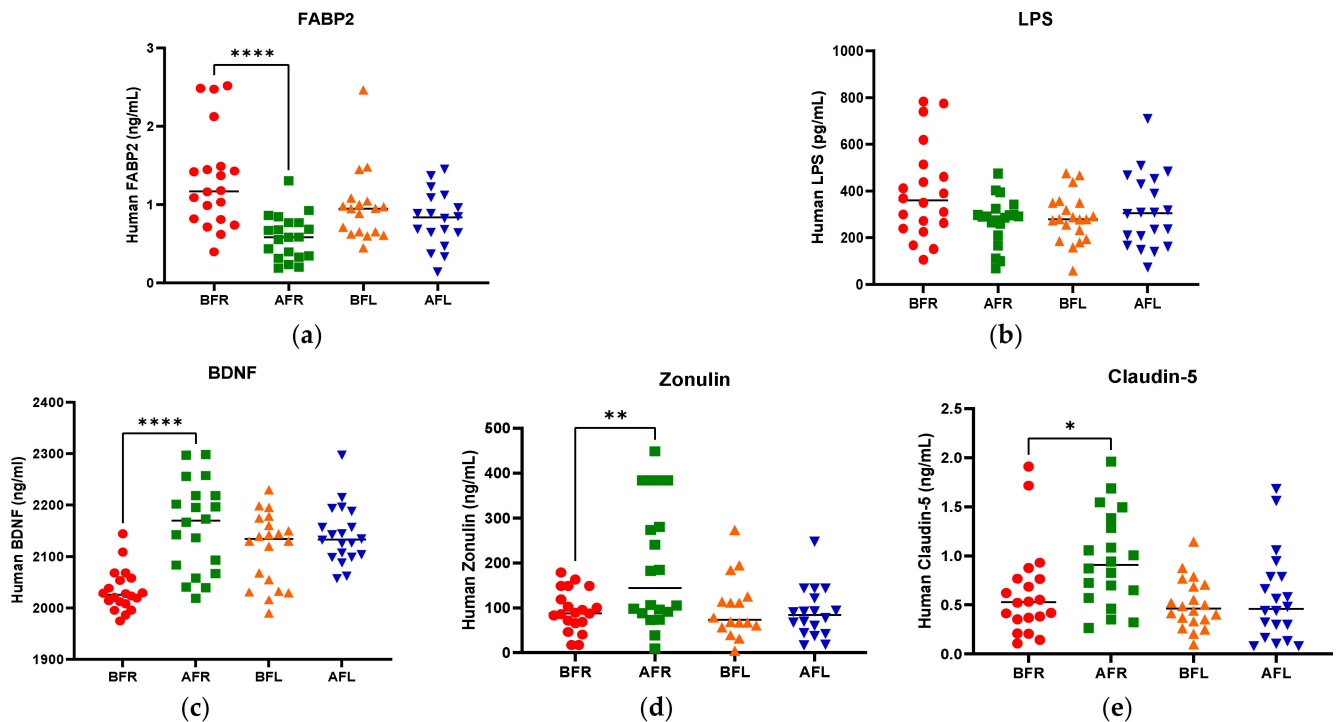 FABP2
Human FABP2 (ng/mL)
3
2
1
0
****
BFR AFR BFL AFL
(a)
LPS
Human LPS (pg/mL)
1000
800
600
400
200
0
BFR AFR BFL AFL
(b)
BDNF
Human BDNF (ng/ml)
2400
2300
2200
2100
2000
1900
****
BFR AFR BFL AFL
(c)
Zonulin
Human Zonulin (ng/mL)
500
400
300
200
100
0
**
BFR AFR BFL AFL
(d)
Claudin-5
Human Claudin-5 (ng/mL)
2.5
2.0
1.5
1.0
0.5
0.0
*
BFR AFR BFL AFL
(e)